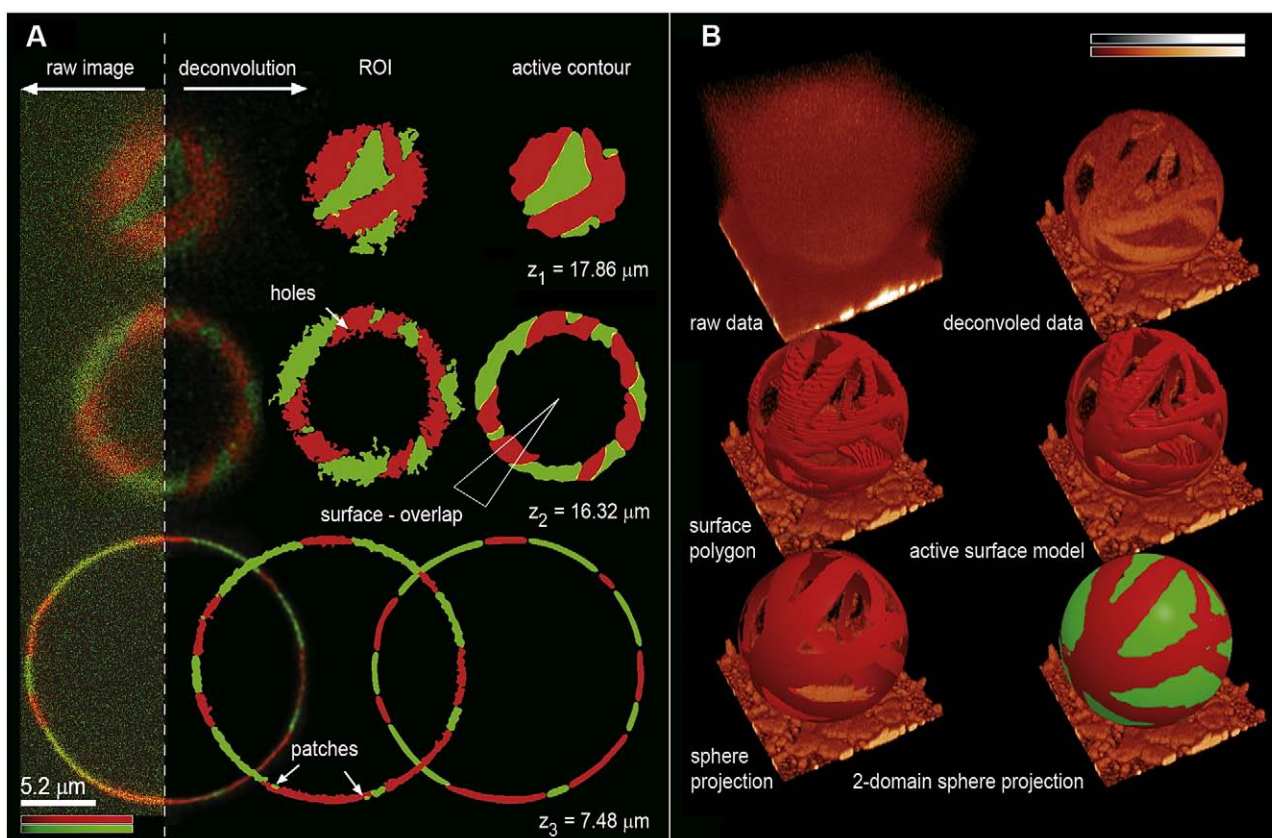 A
raw image
deconvolution
ROI
active contour
z1 = 17.86 μm
holes
surface - overlap
z2 = 16.32 μm
patches
5.2 μm
z3 = 7.48 μm
B
raw data
deconvoled data
surface
polygon
active surface model
sphere
projection
2-domain sphere projection